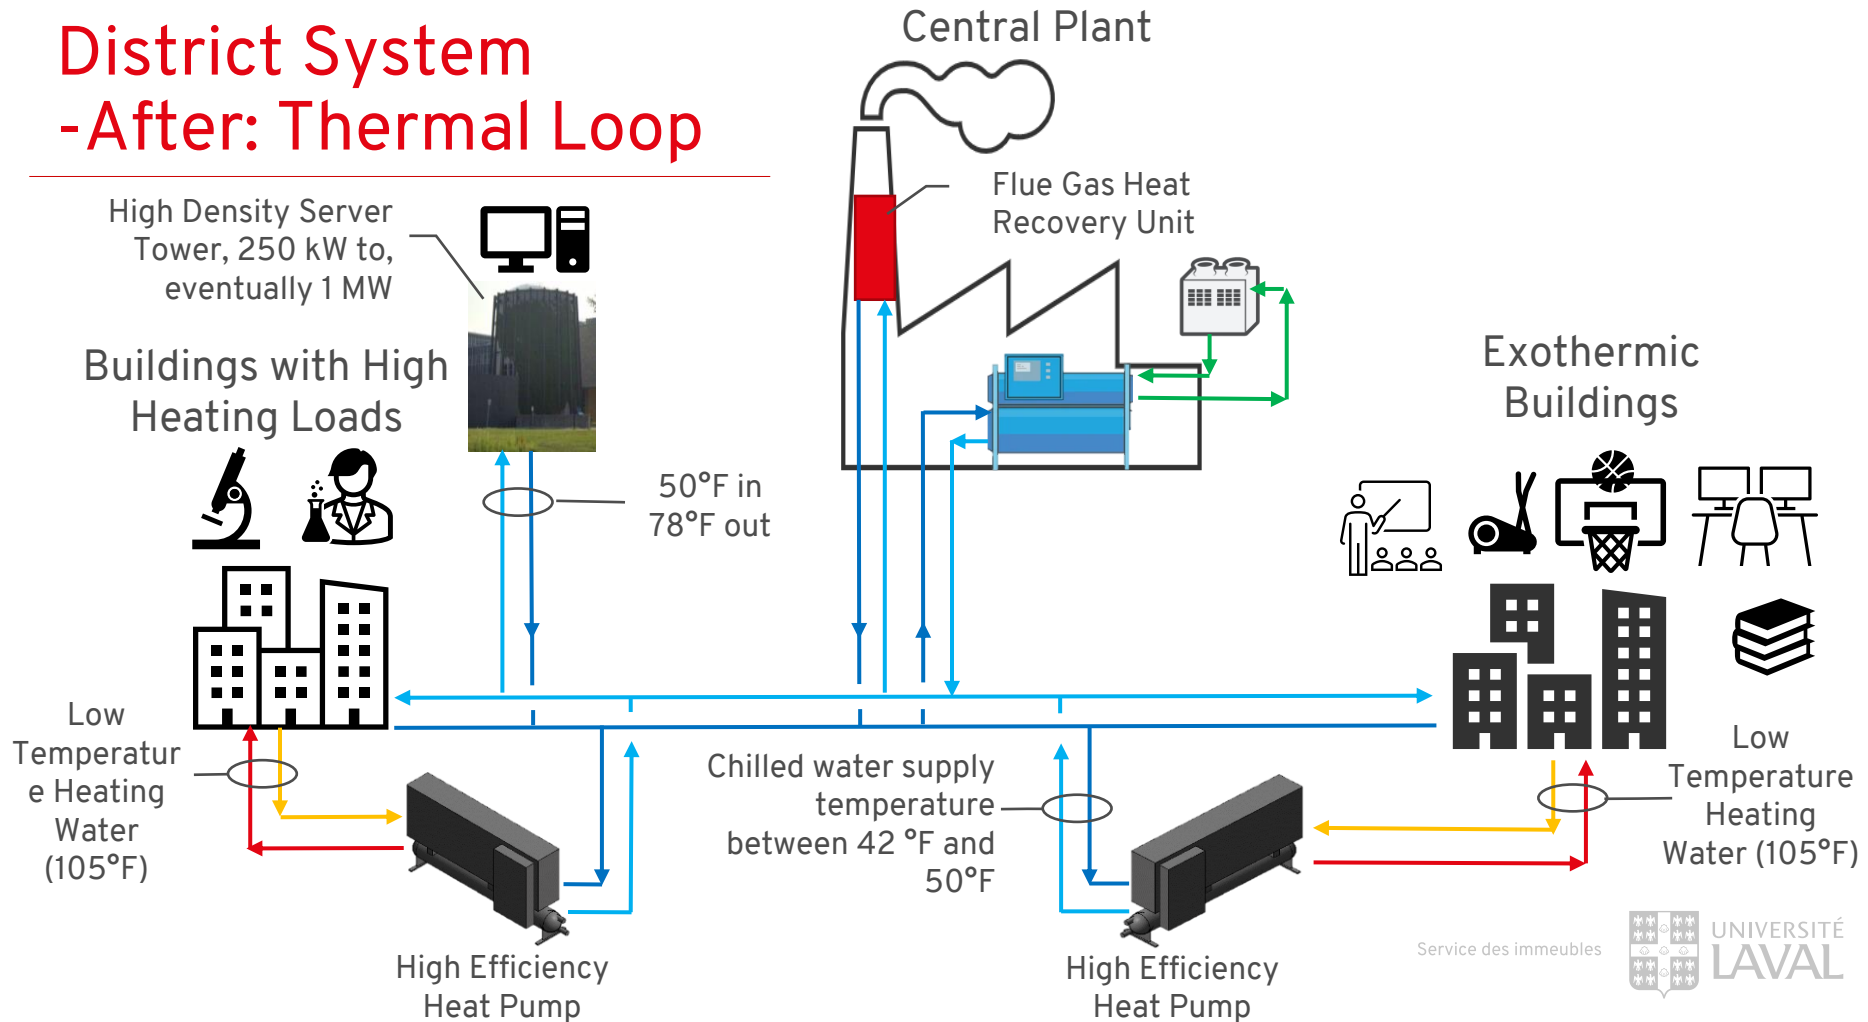 District System
-After: Thermal Loop
Central Plant
High Density Server
Tower, 250 kW to,
eventually 1 MW
Flue Gas Heat
Recovery Unit
Buildings with High
Heating Loads
Exothermic
Buildings
50°F in
78°F out
Low
Temperatur
e Heating
Water
(105°F)
Chilled water supply
temperature
between 42 °F and
50°F
Low
Temperature
Heating
Water (105°F)
High Efficiency
Heat Pump
High Efficiency
Heat Pump
Service des immeubles
UNIVERSITÉ
LAVAL